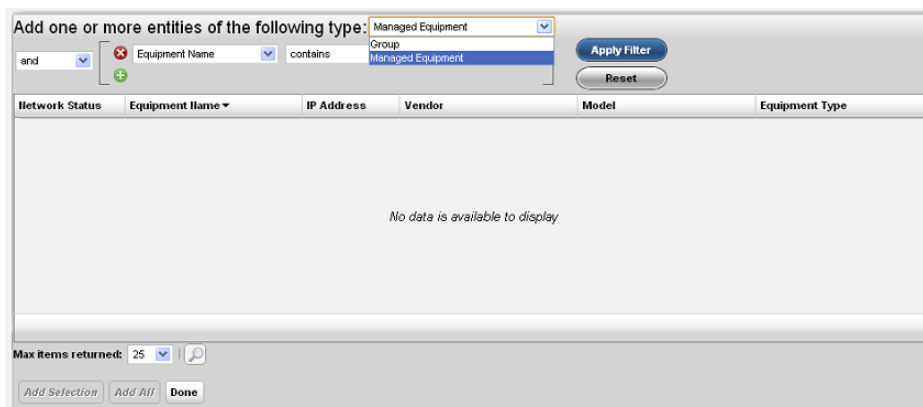 Add one or more entities of the following type: Managed Equipment
Group
Managed Equipment
and
Equipment Name
contains
Apply Filter
Reset
Network Status Equipment Name IP Address Vendor Model Equipment Type
No data is available to display
Max items returned: 25
Add Selection Add All Done